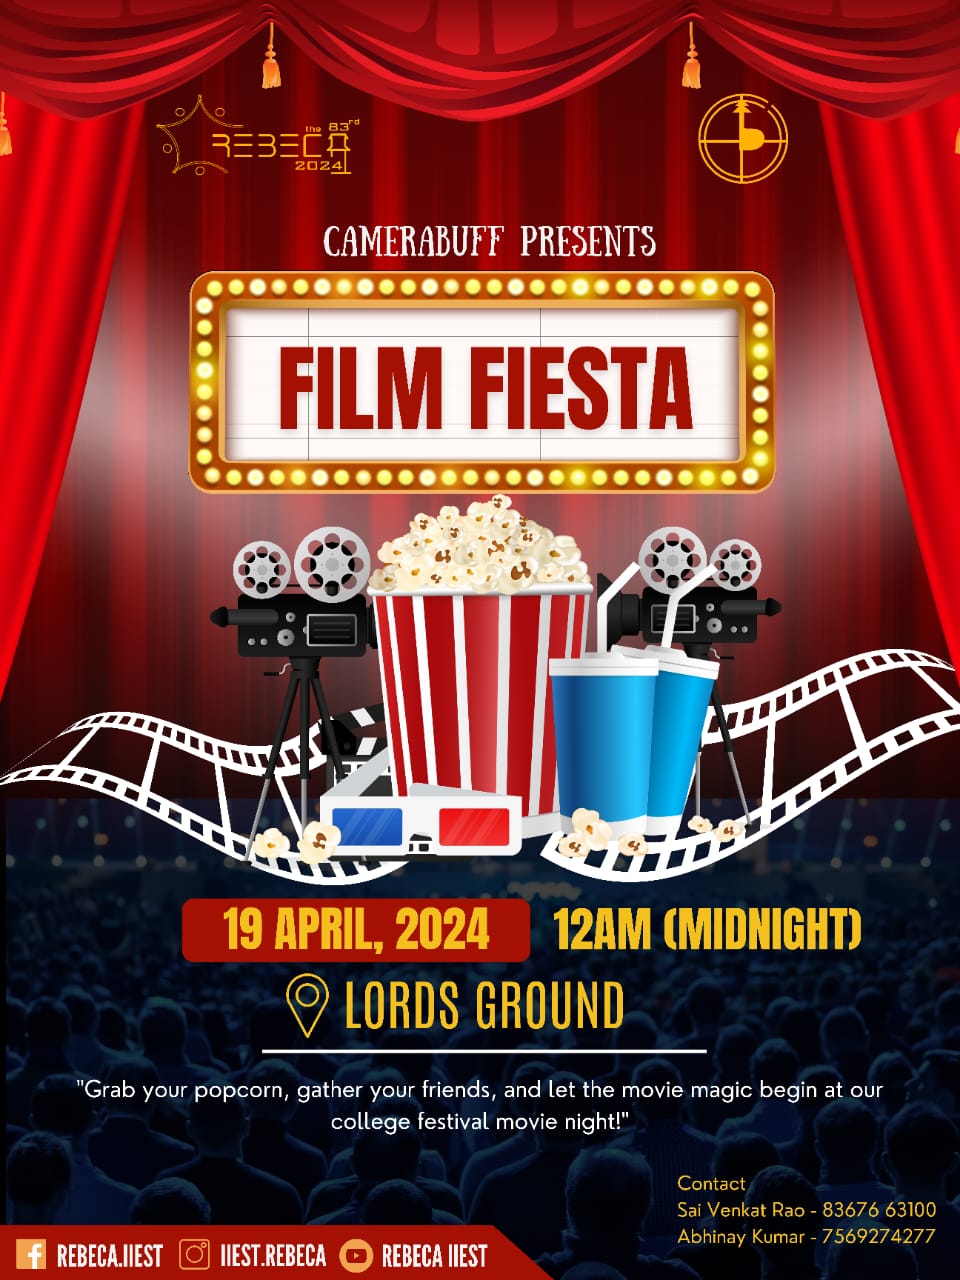 the 83rd
REBECA
2024
CAMERABUFF PRESENTS
FILM FIESTA
19 APRIL, 2024 12AM (MIDNIGHT)
LORDS GROUND
"Grab your popcorn, gather your friends, and let the movie magic begin at our
college festival movie night!"
Contact
Sai Venkat Rao - 83676 63100
Abhinay Kumar - 7569274277
REBECA.IIEST IIEST.REBECA REBECA IIEST